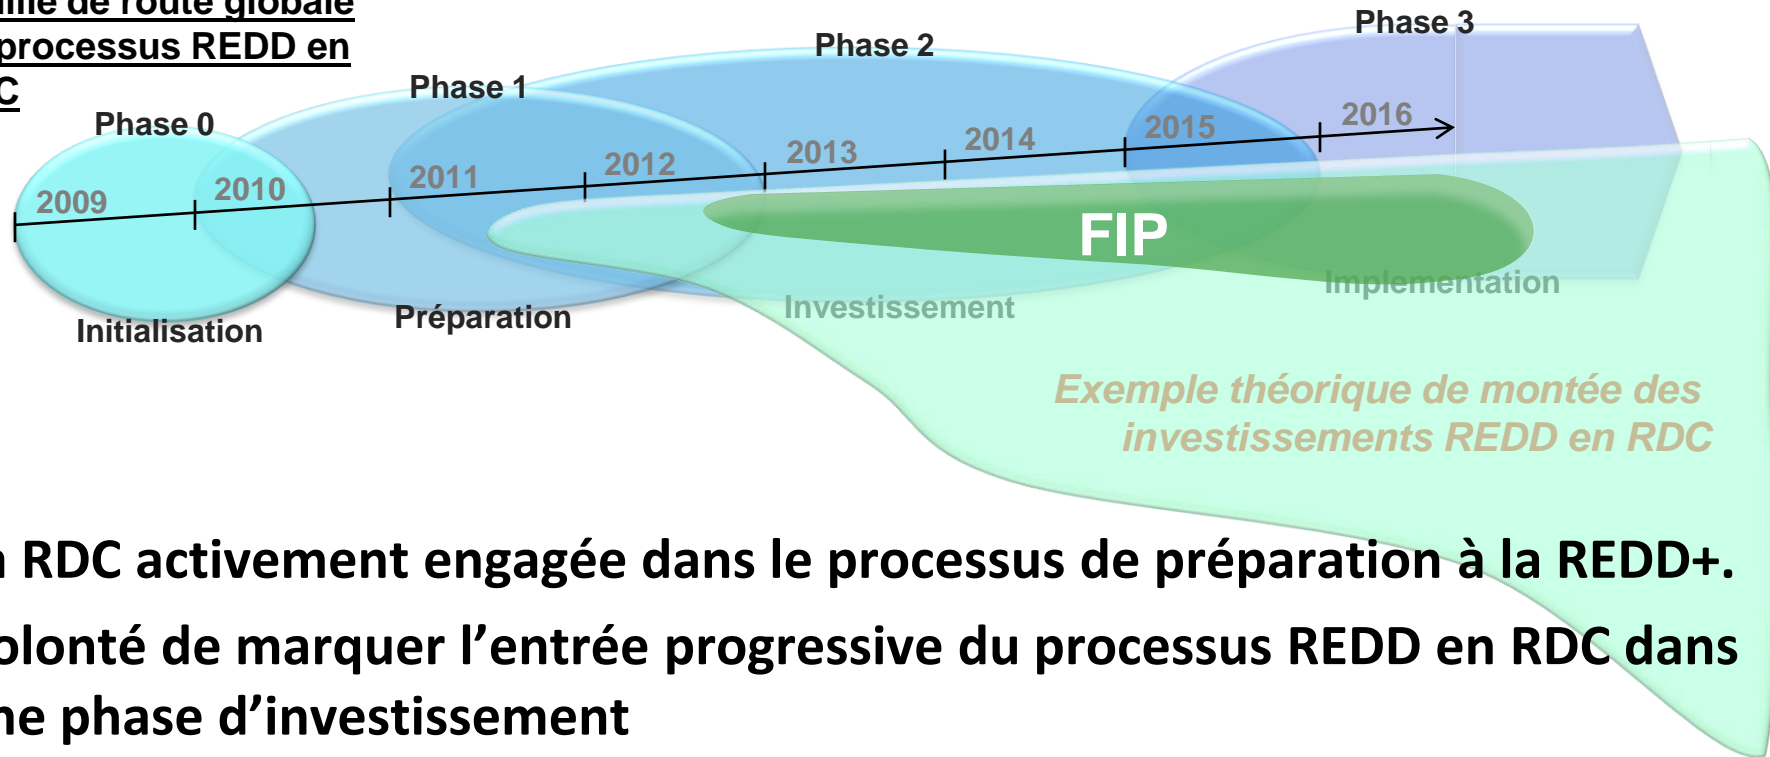 ille de route globale
processus REDD en
C
Phase 0
Phase 1
Phase 2
Phase 3
2009
2010
2011
2012
2013
2014
2015
2016
FIP
Initialisation
Préparation
Investissement
Implementation
Exemple théorique de montée des
investissements REDD en RDC
RDC activement engagée dans le processus de préparation à la REDD+.
olonté de marquer l’entrée progressive du processus REDD en RDC dans
ne phase d’investissement